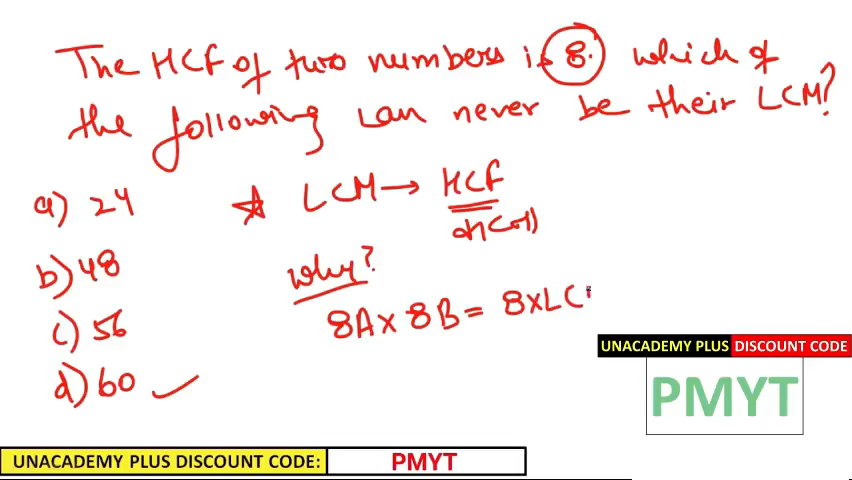 The HCF of two numbers is 8. which of
the following can never be their LCM?
a) 24
b) 48
c) 56
d) 60 ✓
☆ LCM → HCF
Why?
8A × 8B = 8×LC
UNACADEMY PLUS DISCOUNT CODE
PMYT
UNACADEMY PLUS DISCOUNT CODE: PMYT